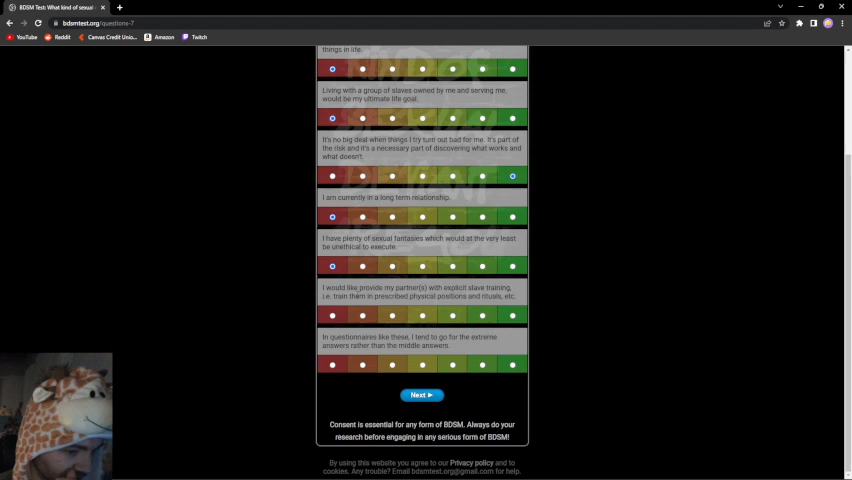 BDSM Test: What kind of sexual
bdsmtest.org/questions-7
YouTube Reddit Canvas Credit Unio... Amazon Twitch
things in life.
Living with a group of slaves owned by me and serving me,
would be my ultimate life goal.
It's no big deal when things I try turn out bad for me. It's part of
the risk and it's a necessary part of discovering what works and
what doesn't.
I am currently in a long term relationship.
I have plenty of sexual fantasies which would at the very least
be unethical to execute.
I would like provide my partner(s) with explicit slave training,
i.e. train them in prescribed physical positions and rituals, etc.
In questionnaires like these, I tend to go for the extreme
answers rather than the middle answers.
Next
Consent is essential for any form of BDSM. Always do your
research before engaging in any serious form of BDSM!
By using this website you agree to our Privacy policy and to
cookies. Any trouble? Email bdsmtest.org@gmail.com for help.